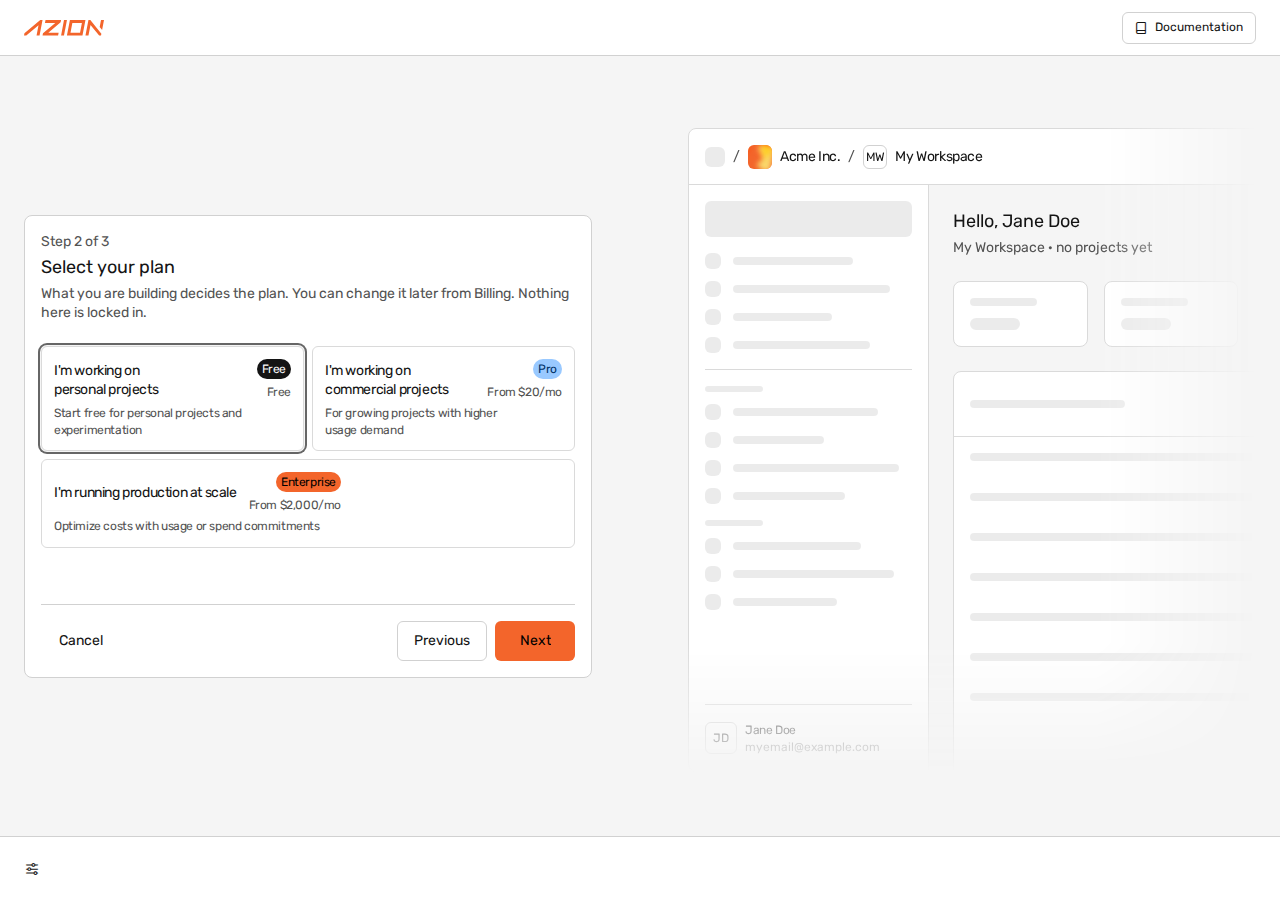 AZION
Documentation
Step 2 of 3
Select your plan
What you are building decides the plan. You can change it later from Billing. Nothing
here is locked in.
I'm working on
personal projects
Free
Free
Start free for personal projects and
experimentation
I'm working on
commercial projects
Pro
From $20/mo
For growing projects with higher
usage demand
I'm running production at scale
Enterprise
From $2,000/mo
Optimize costs with usage or spend commitments
Cancel
Previous
Next
/ Acme Inc. / MW My Workspace
Hello, Jane Doe
My Workspace • no projects yet
JD
Jane Doe
myemail@example.com